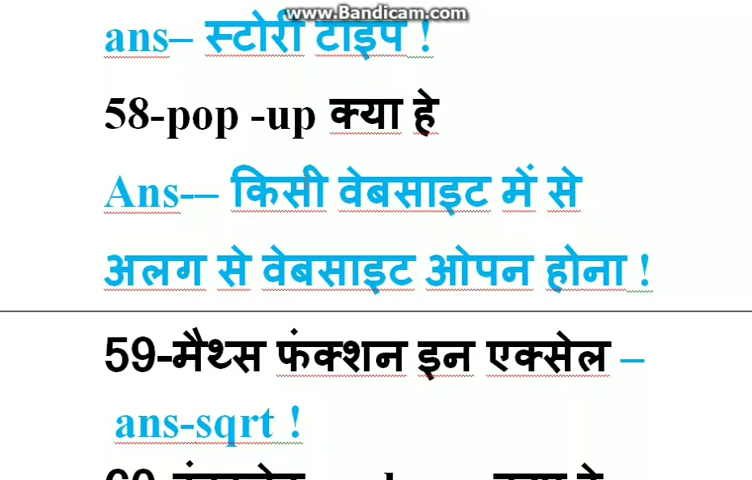 www.Bandicam.com
ans– स्टोरी टाइप !
58-pop -up क्या हे
Ans-– किसी वेबसाइट में से
अलग से वेबसाइट ओपन होना !
59-मैथ्स फंक्शन इन एक्सेल –
ans-sqrt !